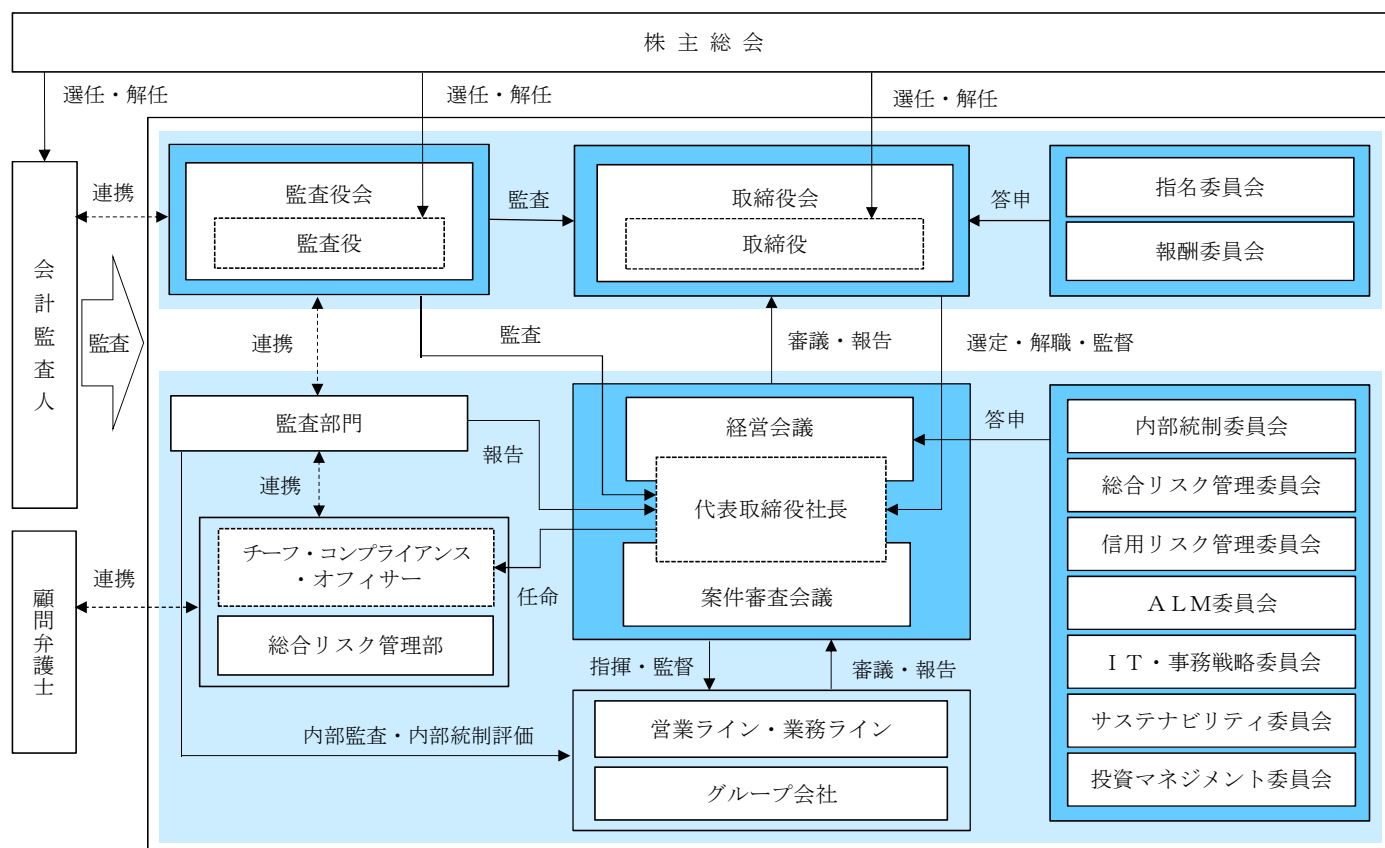 株主総会
選任・解任
選任・解任
選任・解任
会計監査人
連携
監査
監査役会
監査役
監査
取締役会
取締役
答申
指名委員会
報酬委員会
連携
監査
審議・報告
選定・解職・監督
監査部門
報告
連携
経営会議
代表取締役社長
案件審査会議
答申
内部統制委員会
総合リスク管理委員会
信用リスク管理委員会
ALM委員会
IT・事務戦略委員会
サステナビリティ委員会
投資マネジメント委員会
顧問弁護士
連携
チーフ・コンプライアンス
・オフィサー
総合リスク管理部
任命
指揮・監督
審議・報告
内部監査・内部統制評価
営業ライン・業務ライン
グループ会社